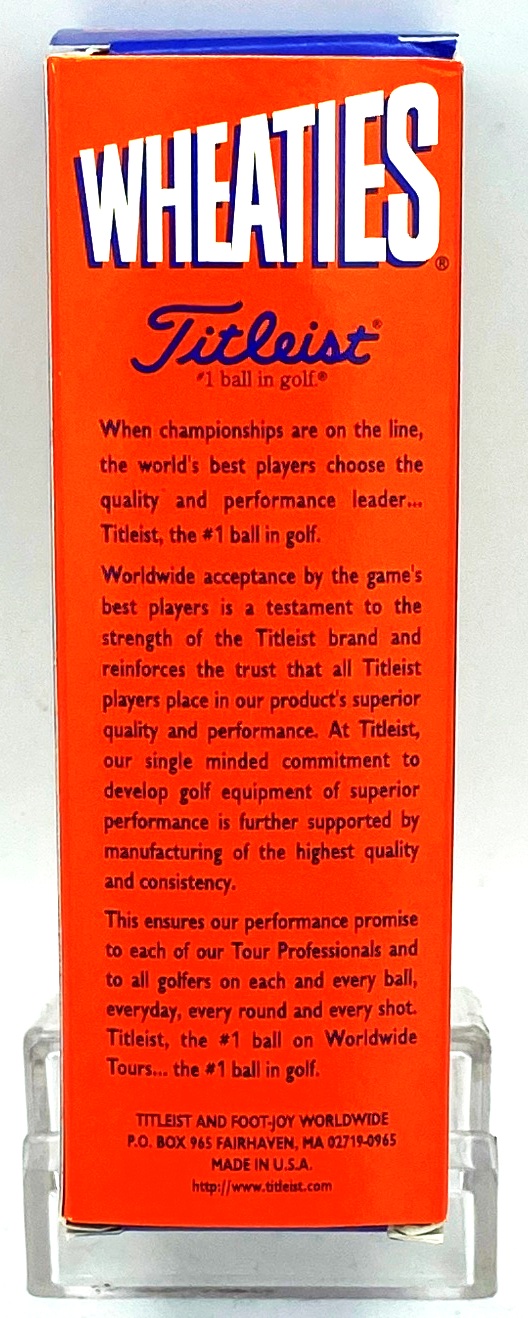 WHEATIES®
Titleist®
#1 ball in golf.®
When championships are on the line,
the world's best players choose the
quality and performance leader...
Titleist, the #1 ball in golf.
Worldwide acceptance by the game's
best players is a testament to the
strength of the Titleist brand and
reinforces the trust that all Titleist
players place in our product's superior
quality and performance. At Titleist,
our single minded commitment to
develop golf equipment of superior
performance is further supported by
manufacturing of the highest quality
and consistency.
This ensures our performance promise
to each of our Tour Professionals and
to all golfers on each and every ball,
everyday, every round and every shot.
Titleist, the #1 ball on Worldwide
Tours... the #1 ball in golf.
TITLEIST AND FOOT-JOY WORLDWIDE
P.O. BOX 965 FAIRHAVEN, MA 02719-0965
MADE IN U.S.A.
http://www.titleist.com